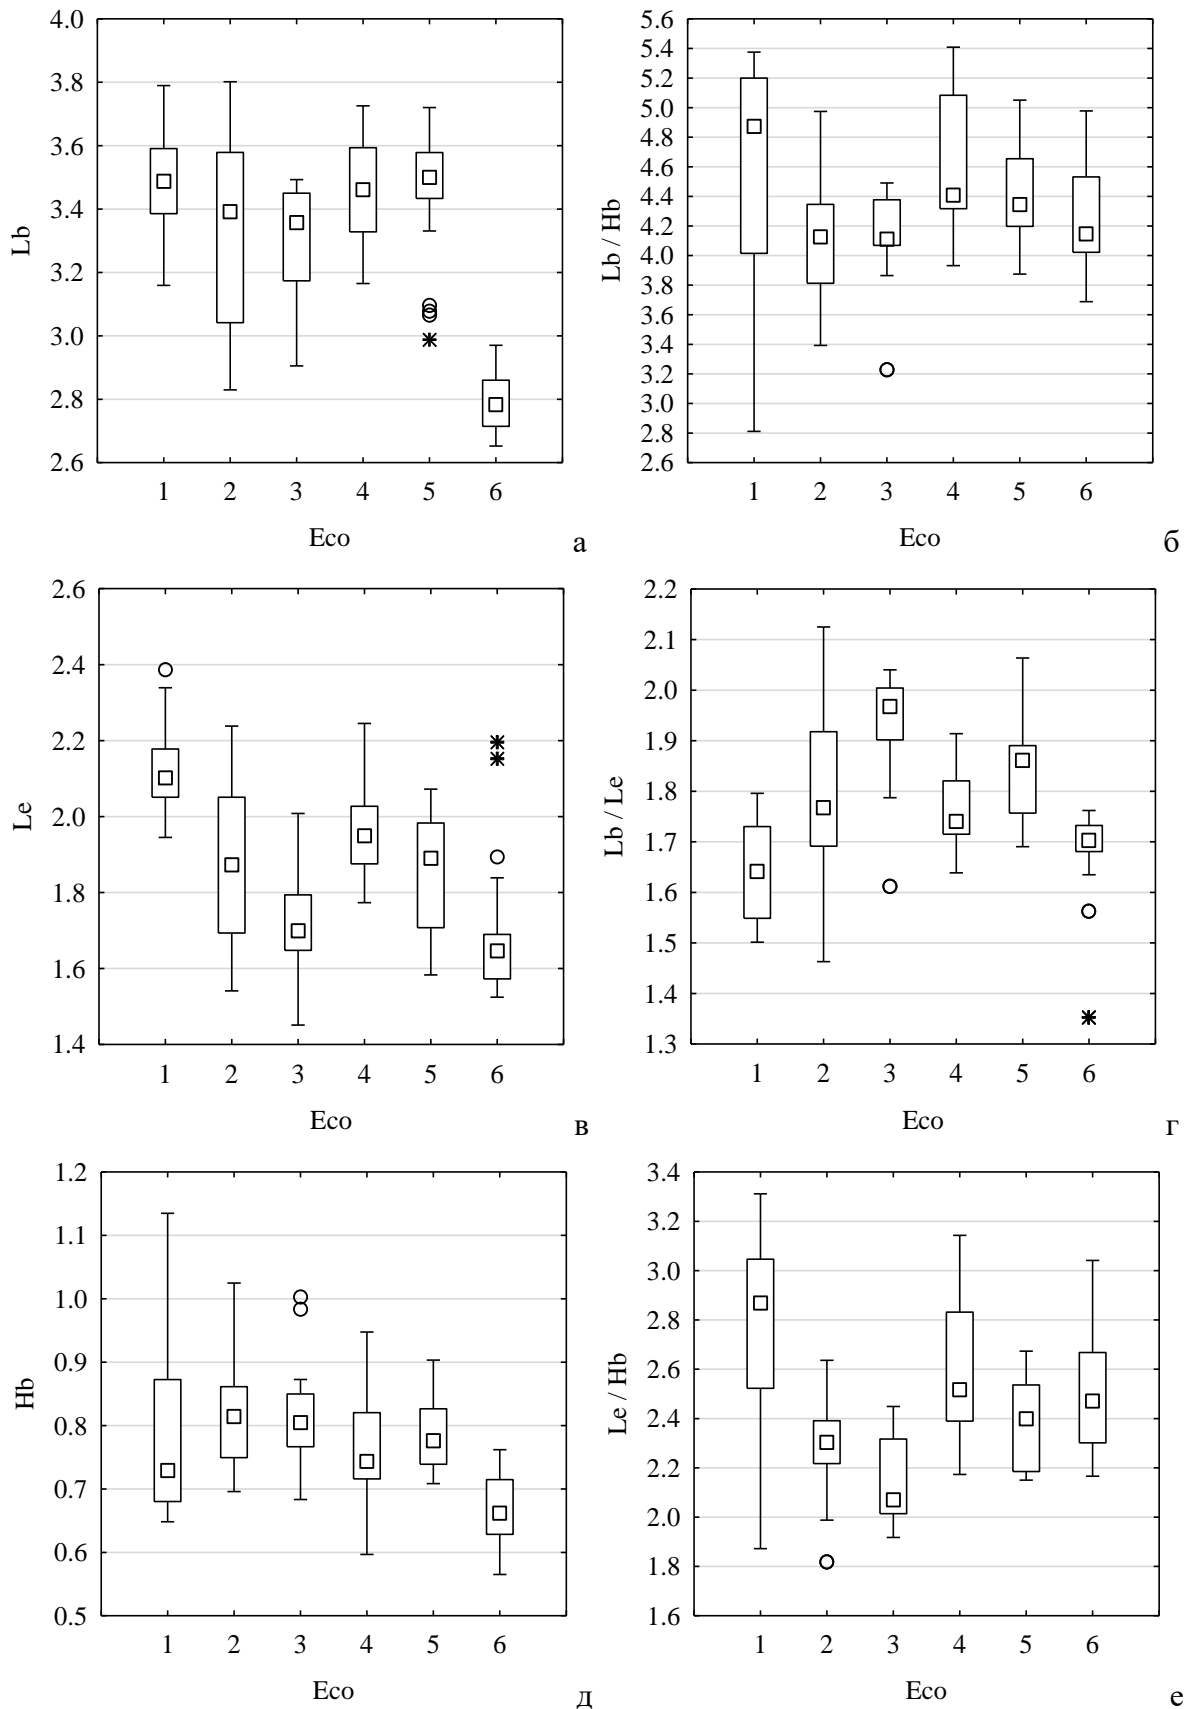 4.0
3.8
3.6
3.4
3.2
3.0
2.8
2.6
Lb
1 2 3 4 5 6
Eco
а
5.6
5.4
5.2
5.0
4.8
4.6
4.4
4.2
4.0
3.8
3.6
3.4
3.2
3.0
2.8
2.6
Lb / Hb
1 2 3 4 5 6
Eco
б
2.6
2.4
2.2
2.0
1.8
1.6
1.4
Le
1 2 3 4 5 6
Eco
в
2.2
2.1
2.0
1.9
1.8
1.7
1.6
1.5
1.4
1.3
Lb / Le
1 2 3 4 5 6
Eco
г
1.2
1.1
1.0
0.9
0.8
0.7
0.6
0.5
Hb
1 2 3 4 5 6
Eco
д
3.4
3.2
3.0
2.8
2.6
2.4
2.2
2.0
1.8
1.6
Le / Hb
1 2 3 4 5 6
Eco
е